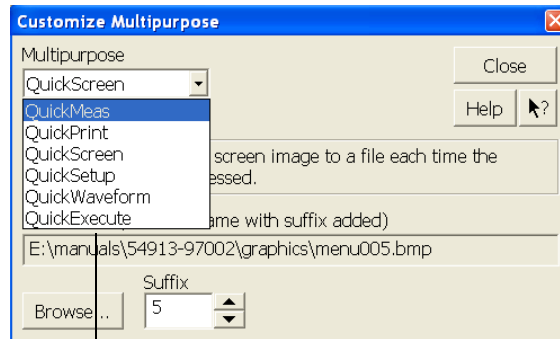 Customize Multipurpose
Multipurpose
Close
QuickScreen
Help
?
QuickMeas
QuickPrint
QuickScreen
QuickSetup
QuickWaveform
QuickExecute
screen image to a file each time the
essed.
ame with suffix added)
E:\manuals\54913-97002\graphics\menu005.bmp
Suffix
Browse...
5